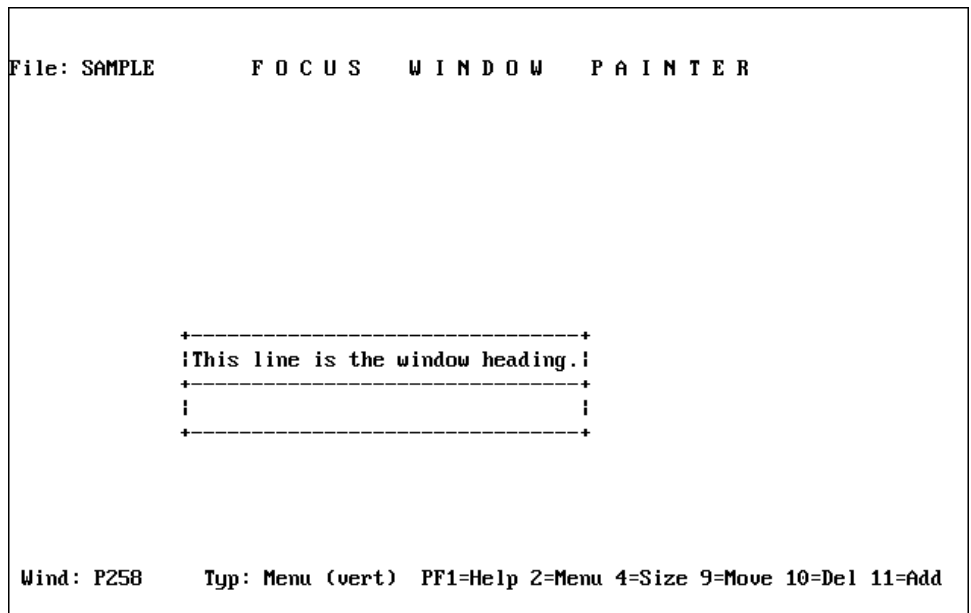 File: SAMPLE F O C U S W I N D O W P A I N T E R
This line is the window heading.
Wind: P258 Typ: Menu (vert) PF1=Help 2=Menu 4=Size 9=Move 10=Del 11=Add